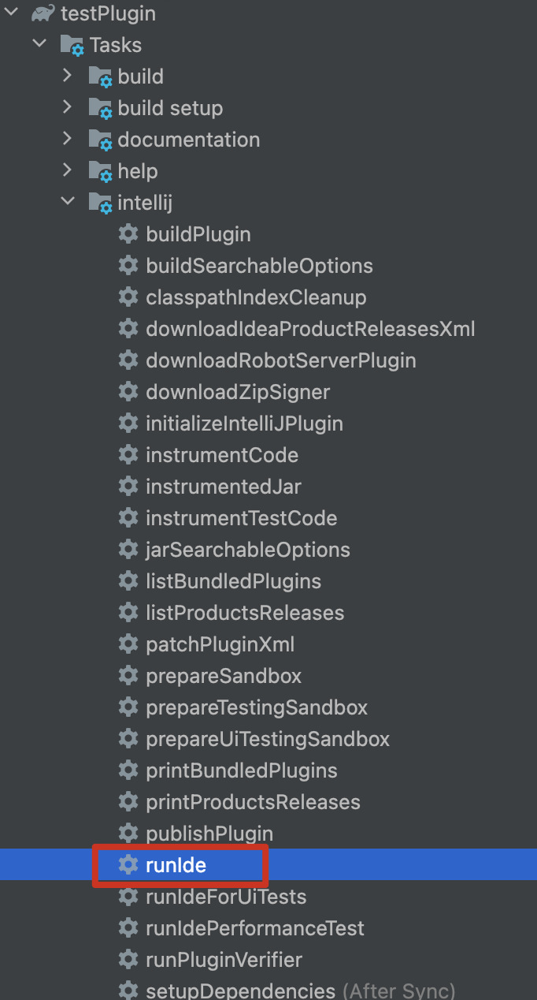 testPlugin
Tasks
build
build setup
documentation
help
intellij
buildPlugin
buildSearchableOptions
classpathIndexCleanup
downloadIdeaProductReleasesXml
downloadRobotServerPlugin
downloadZipSigner
initializeIntelliJPlugin
instrumentCode
instrumentedJar
instrumentTestCode
jarSearchableOptions
listBundledPlugins
listProductsReleases
patchPluginXml
prepareSandbox
prepareTestingSandbox
prepareUiTestingSandbox
printBundledPlugins
printProductsReleases
publishPlugin
runIde
runIdeForUiTests
runIdePerformanceTest
runPluginVerifier
setupDependencies (After Sync)